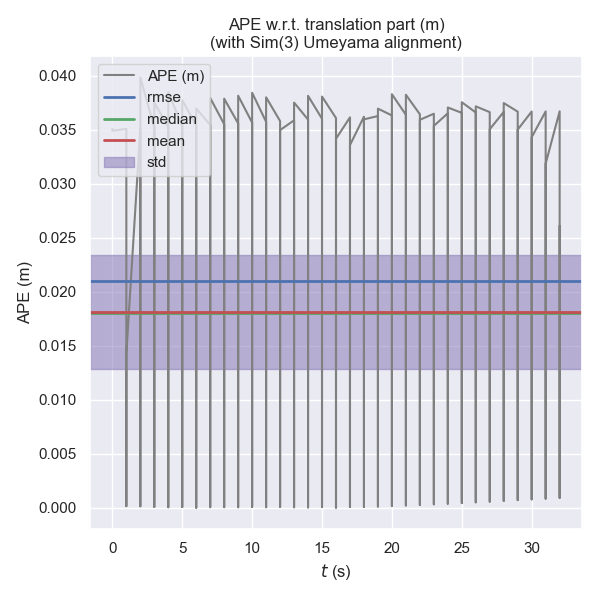 APE w.r.t. translation part (m)
(with Sim(3) Umeyama alignment)
APE (m)
rmse
median
mean
std
APE (m)
0.040
0.035
0.030
0.025
0.020
0.015
0.010
0.005
0.000
0 5 10 15 20 25 30
t (s)